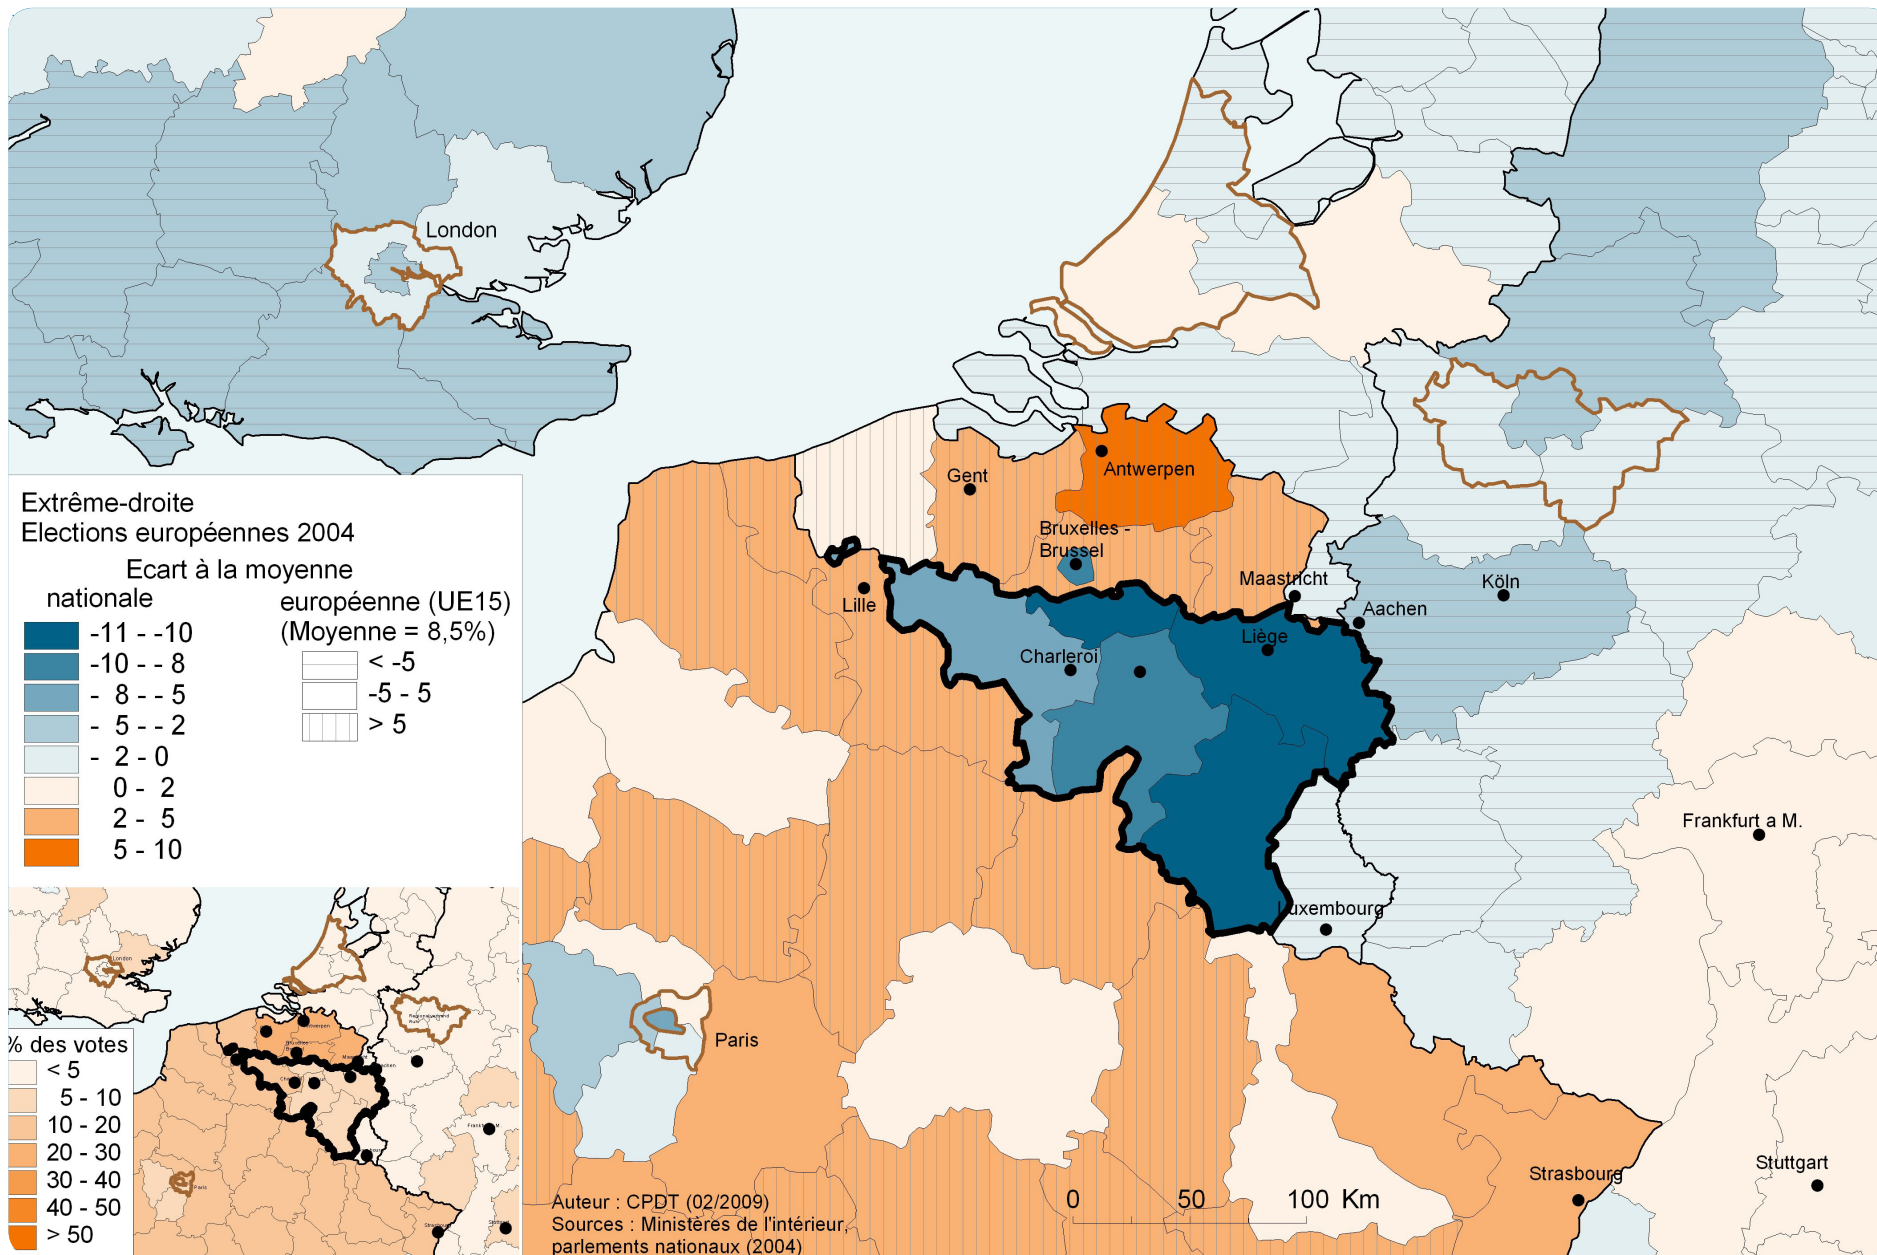 London
Gent
Antwerpen
Bruxelles -
Brussel
Maastricht
Köln
Lille
Aachen
Liège
Charleroi
Frankfurt a M.
Luxembourg
Paris
Strasbourg
Stuttgart
Extrême-droite
Elections européennes 2004
Ecart à la moyenne
nationale
-11 - -10
-10 - - 8
- 8 - - 5
- 5 - - 2
- 2 - 0
0 - 2
2 - 5
5 - 10
européenne (UE15)
(Moyenne = 8,5%)
< -5
-5 - 5
> 5
London
Antwerpen
Paris
% des votes
< 5
5 - 10
10 - 20
20 - 30
30 - 40
40 - 50
> 50
Auteur : CPDT (02/2009)
Sources : Ministères de l'intérieur,
parlements nationaux (2004)
0 50 100 Km